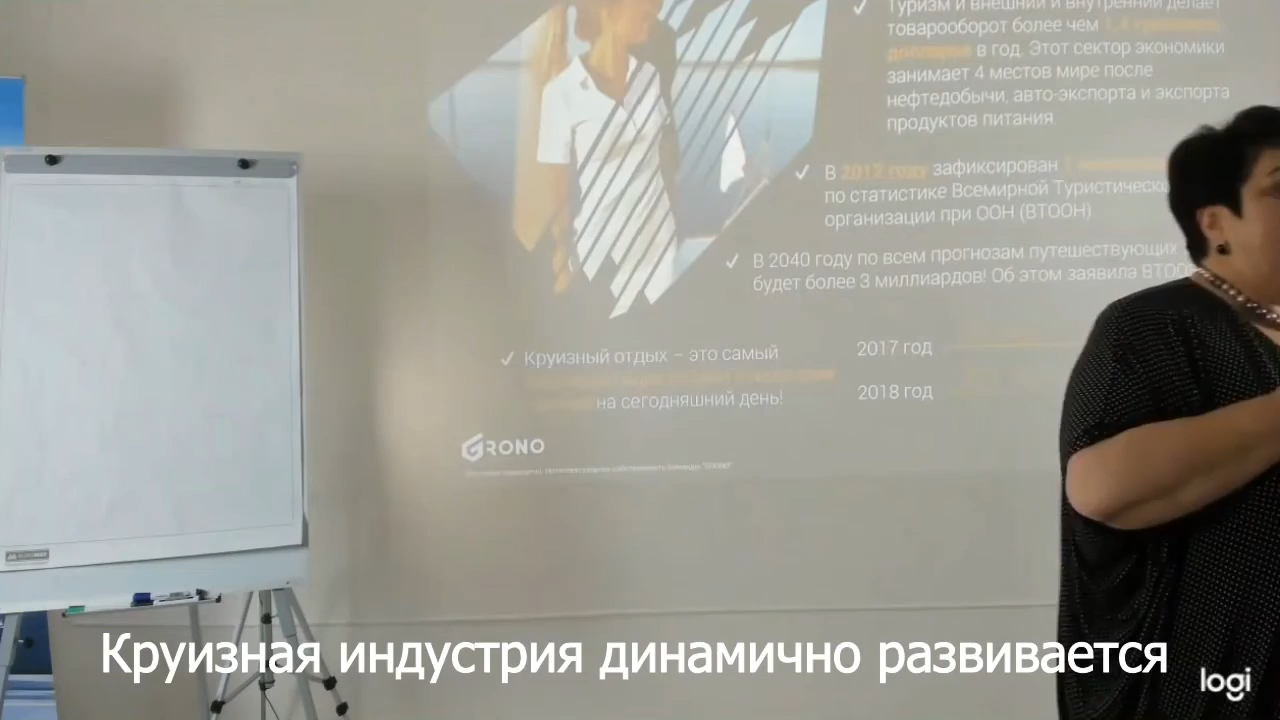 Туризм и внешний и внутренний делает
товарооборот более чем
в год. Этот сектор экономики
занимает 4 местов мире после
нефтедобычи, авто-экспорта и экспорта
продуктов питания.
В 2017 году зафиксирован
по статистике Всемирной Туристическо
организации при ООН (ВТООН)
В 2040 году по всем прогнозам путешествующих
будет более 3 миллиардов! Об этом заявила ВТОО
Круизный отдых – это самый
на сегодняшний день!
2017 год
2018 год
GRONO
Круизная индустрия динамично развивается
logi